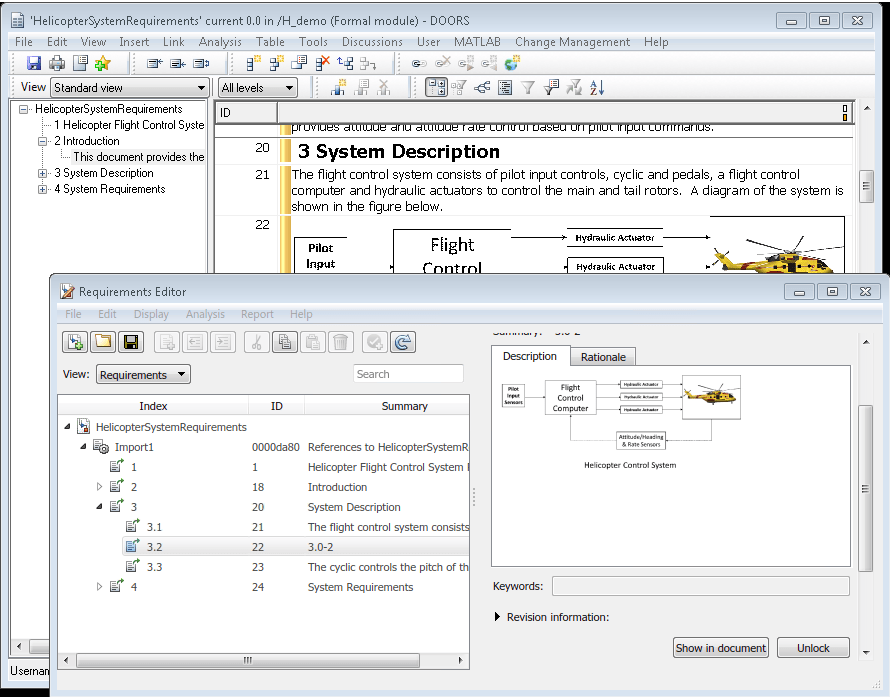 'HelicopterSystemRequirements' current 0.0 in /H_demo (Formal module) - DOORS
File Edit View Insert Link Analysis Table Tools Discussions User MATLAB Change Management Help
View Standard view All levels
HelicopterSystemRequirements
1 Helicopter Flight Control Syste
2 Introduction
This document provides the
3 System Description
4 System Requirements
ID
provides attitude and attitude rate control based on pilot input commands.
20 3 System Description
21 The flight control system consists of pilot input controls, cyclic and pedals, a flight control
computer and hydraulic actuators to control the main and tail rotors. A diagram of the system is
shown in the figure below.
22
Pilot
Input
Flight
Control
Hydraulic Actuator
Hydraulic Actuator
Usernan
Requirements Editor
File Edit Display Analysis Report Help
View: Requirements Search
Index ID Summary
HelicopterSystemRequirements
Import1 0000da80 References to HelicopterSystemR
1 1 Helicopter Flight Control System
2 18 Introduction
3 20 System Description
3.1 21 The flight control system consists
3.2 22 3.0-2
3.3 23 The cyclic controls the pitch of th
4 24 System Requirements
Summary: 3.0-2
Description Rationale
Pilot
Input
Sensors
Flight
Control
Computer
Hydraulic Actuator
Hydraulic Actuator
Hydraulic Actuator
Attitude/Heading
& Rate Sensors
Helicopter Control System
Keywords:
Revision information:
Show in document Unlock